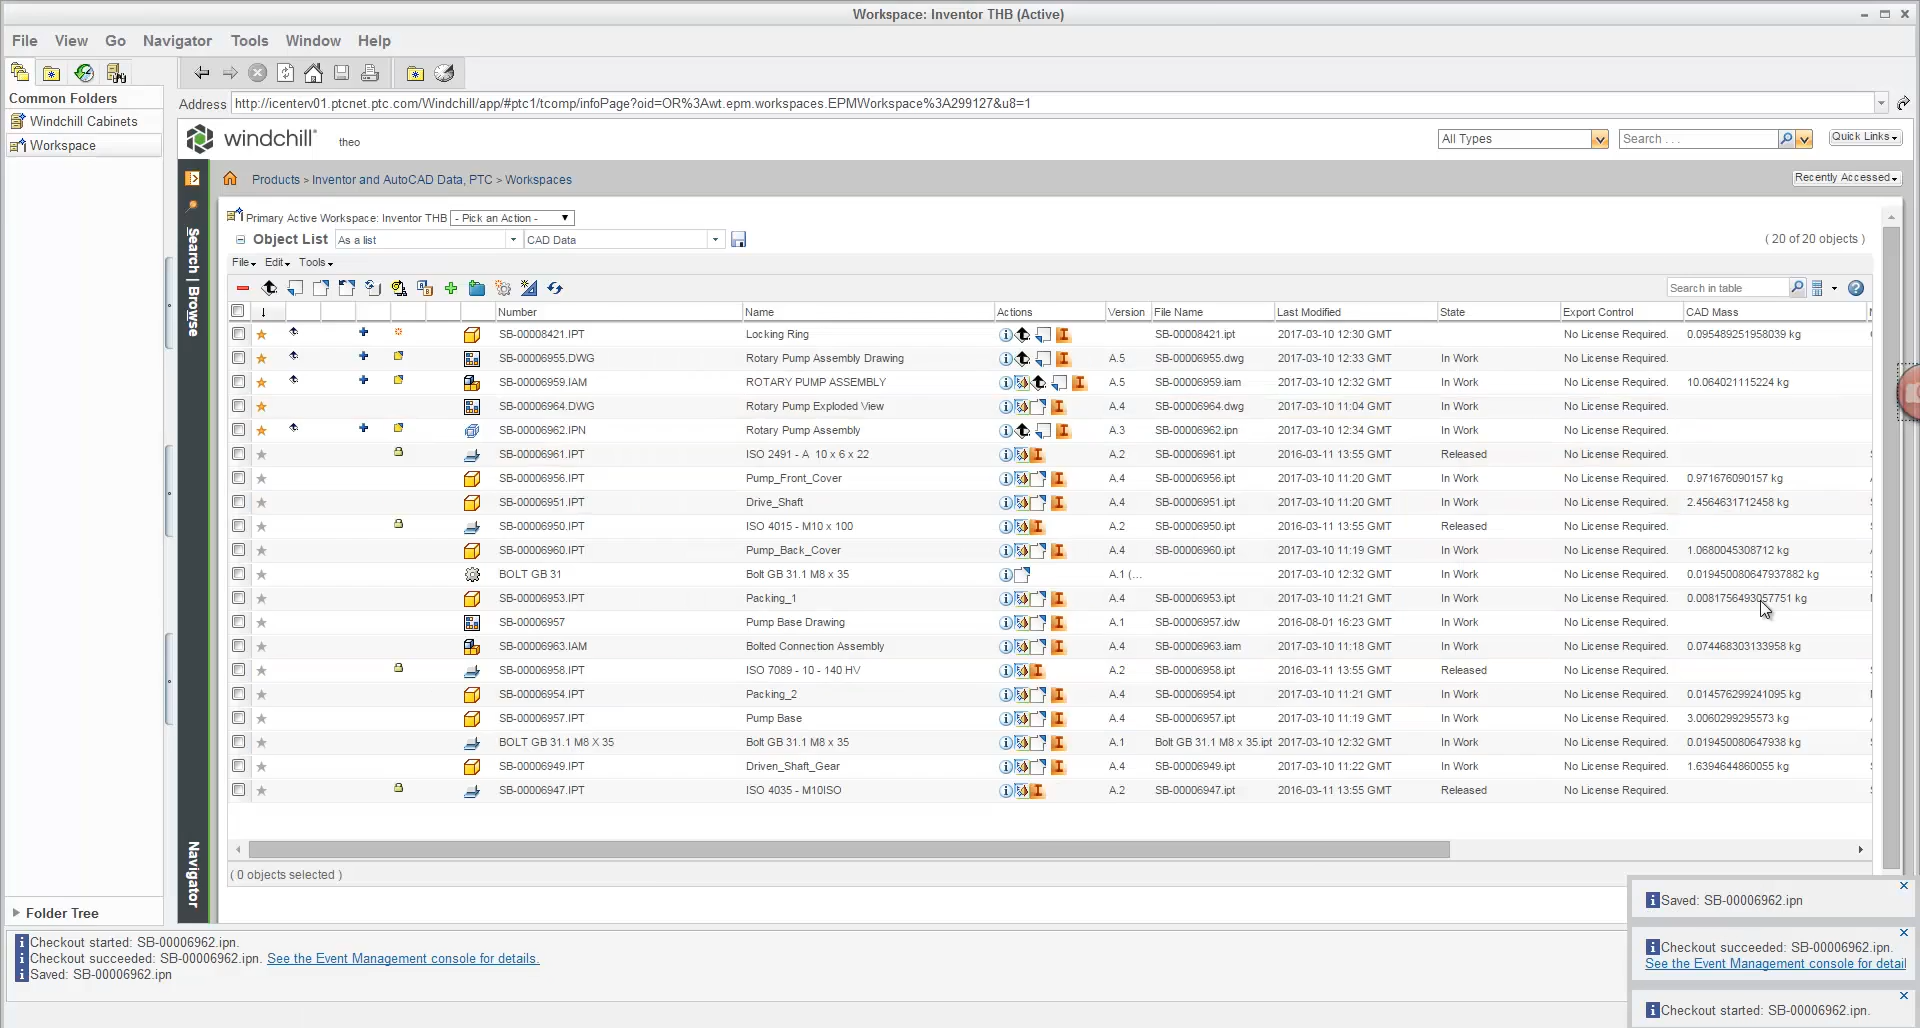 Workspace: Inventor THB (Active)
File View Go Navigator Tools Window Help
Common Folders
Address http://icenterv01.ptcnet.ptc.com/Windchill/app/#ptc1/tcomp/infoPage?oid=OR%3Awt.epm.workspaces.EPMWorkspace%3A299127&u8=1
Windchill Cabinets
Workspace
windchill® theo
All Types Search . . . Quick Links
Products > Inventor and AutoCAD Data, PTC > Workspaces Recently Accessed
Search | Browse
Navigator
Primary Active Workspace: Inventor THB - Pick an Action -
Object List As a list CAD Data ( 20 of 20 objects )
File Edit Tools
Search in table
Number Name Actions Version File Name Last Modified State Export Control CAD Mass
SB-00008421.IPT Locking Ring SB-00008421.ipt 2017-03-10 12:30 GMT No License Required. 0.095489251958039 kg
SB-00006955.DWG Rotary Pump Assembly Drawing A.5 SB-00006955.dwg 2017-03-10 12:33 GMT In Work No License Required.
SB-00006959.IAM ROTARY PUMP ASSEMBLY A.5 SB-00006959.iam 2017-03-10 12:32 GMT In Work No License Required. 10.064021115224 kg
SB-00006964.DWG Rotary Pump Exploded View A.4 SB-00006964.dwg 2017-03-10 11:04 GMT In Work No License Required.
SB-00006962.IPN Rotary Pump Assembly A.3 SB-00006962.ipn 2017-03-10 12:34 GMT In Work No License Required.
SB-00006961.IPT ISO 2491 - A 10 x 6 x 22 A.2 SB-00006961.ipt 2016-03-11 13:55 GMT Released No License Required.
SB-00006956.IPT Pump_Front_Cover A.4 SB-00006956.ipt 2017-03-10 11:20 GMT In Work No License Required. 0.971676090157 kg
SB-00006951.IPT Drive_Shaft A.4 SB-00006951.ipt 2017-03-10 11:20 GMT In Work No License Required. 2.4564631712458 kg
SB-00006950.IPT ISO 4015 - M10 x 100 A.2 SB-00006950.ipt 2016-03-11 13:55 GMT Released No License Required.
SB-00006960.IPT Pump_Back_Cover A.4 SB-00006960.ipt 2017-03-10 11:19 GMT In Work No License Required. 1.0680045308712 kg
BOLT GB 31 Bolt GB 31.1 M8 x 35 A.1 (... 2017-03-10 12:32 GMT In Work No License Required. 0.019450080647937882 kg
SB-00006953.IPT Packing_1 A.4 SB-00006953.ipt 2017-03-10 11:21 GMT In Work No License Required. 0.0081756493057751 kg
SB-00006957 Pump Base Drawing A.1 SB-00006957.idw 2016-08-01 16:23 GMT In Work No License Required.
SB-00006963.IAM Bolted Connection Assembly A.4 SB-00006963.iam 2017-03-10 11:18 GMT In Work No License Required. 0.074468303133958 kg
SB-00006958.IPT ISO 7089 - 10 - 140 HV A.2 SB-00006958.ipt 2016-03-11 13:55 GMT Released No License Required.
SB-00006954.IPT Packing_2 A.4 SB-00006954.ipt 2017-03-10 11:21 GMT In Work No License Required. 0.014576299241095 kg
SB-00006957.IPT Pump Base A.4 SB-00006957.ipt 2017-03-10 11:19 GMT In Work No License Required. 3.0060299295573 kg
BOLT GB 31.1 M8 X 35 Bolt GB 31.1 M8 x 35 A.1 Bolt GB 31.1 M8 x 35.ipt 2017-03-10 12:32 GMT In Work No License Required. 0.019450080647938 kg
SB-00006949.IPT Driven_Shaft_Gear A.4 SB-00006949.ipt 2017-03-10 11:22 GMT In Work No License Required. 1.6394644860055 kg
SB-00006947.IPT ISO 4035 - M10ISO A.2 SB-00006947.ipt 2016-03-11 13:55 GMT Released No License Required.
( 0 objects selected )
Folder Tree
Checkout started: SB-00006962.ipn.
Checkout succeeded: SB-00006962.ipn. See the Event Management console for details.
Saved: SB-00006962.ipn
Saved: SB-00006962.ipn
Checkout succeeded: SB-00006962.ipn.
See the Event Management console for detail
Checkout started: SB-00006962.ipn.